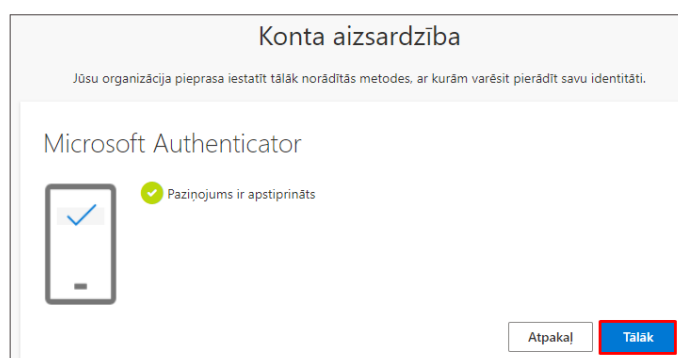 Konta aizsardzība
Jūsu organizācija pieprasa iestatīt tālāk norādītās metodes, ar kurām varēsit pierādīt savu identitāti.
Microsoft Authenticator
Paziņojums ir apstiprināts
Atpakaļ
Tālāk